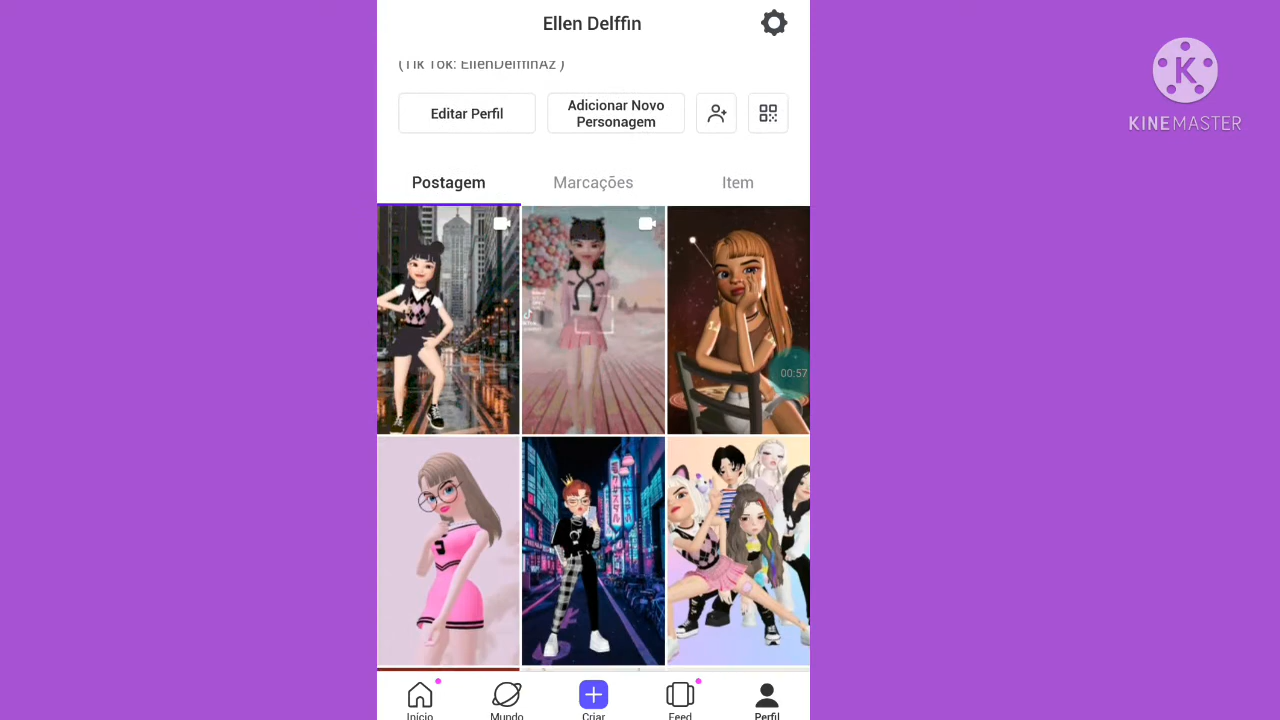 Ellen Delffin
(Tik Tok: EllenDelffinAz )
Editar Perfil
Adicionar Novo
Personagem
Postagem
Marcações
Item
00:57
Início
Mundo
Criar
Feed
Perfil
K
KINEMASTER